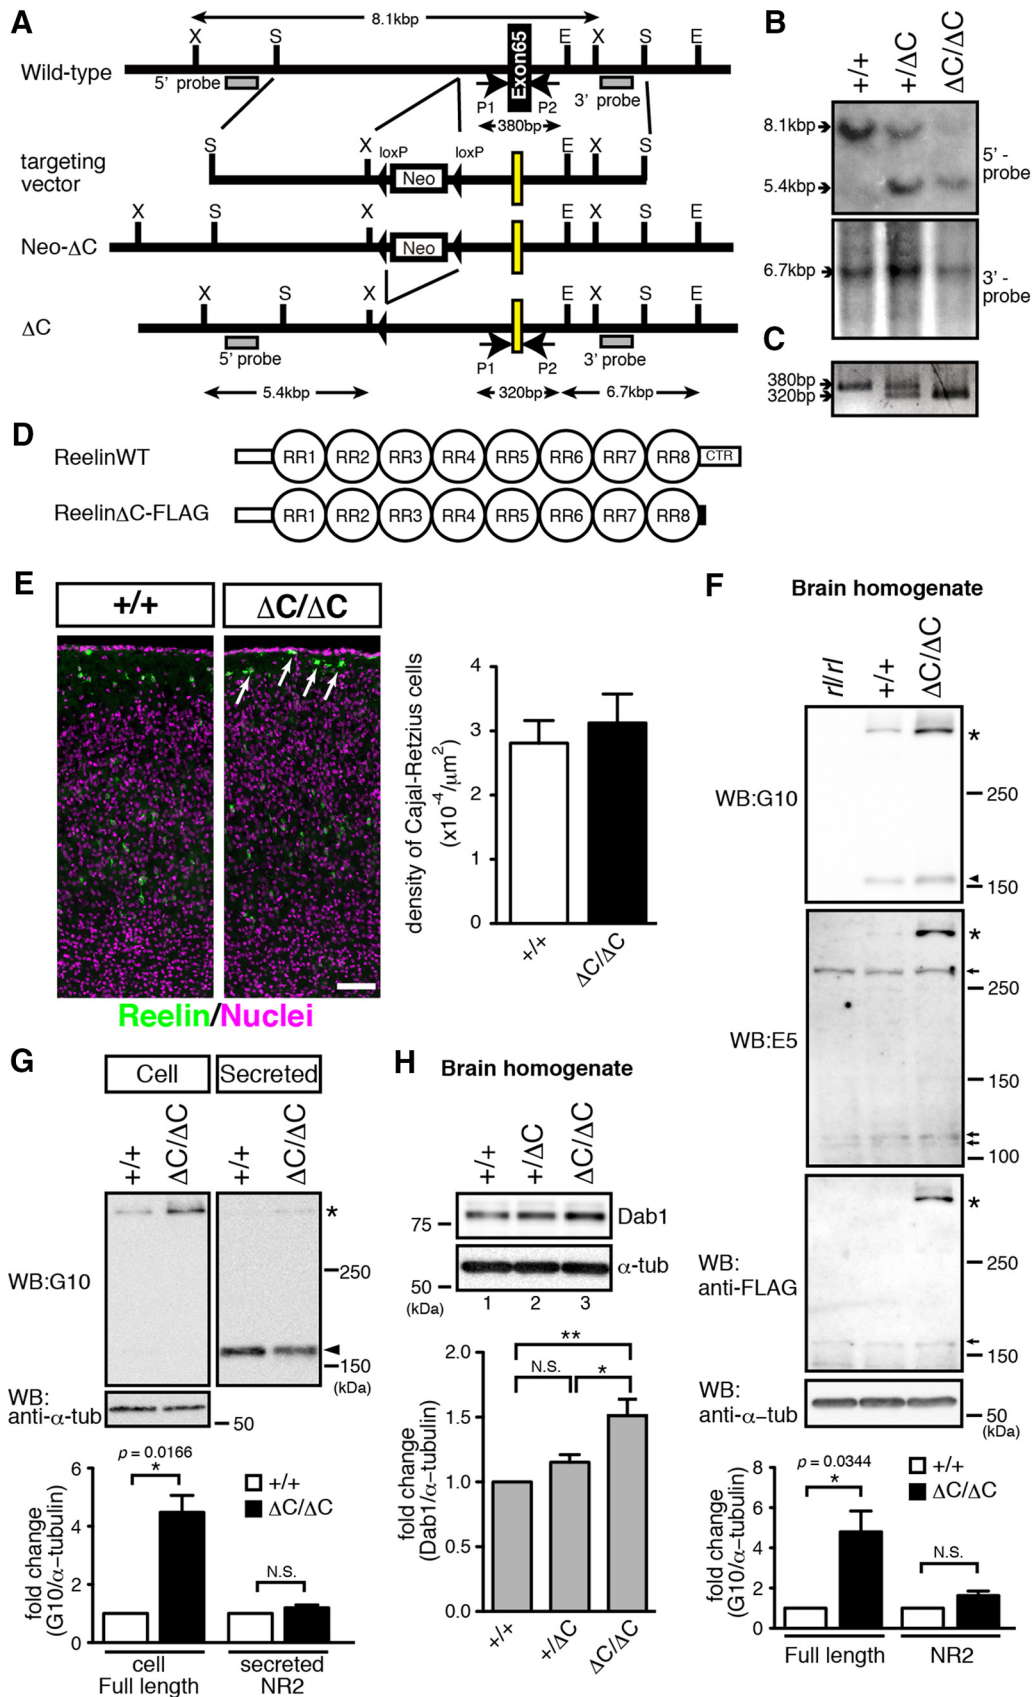 A
8.1kbp
X S E X S E
Wild-type
Exon65
5' probe
P1 P2
3' probe
380bp
targeting
vector
S X loxP Neo loxP E X S
Neo-ΔC
X S X Neo E X S E
ΔC
X S X E X S E
5' probe
P1 P2
3' probe
5.4kbp
320bp
6.7kbp
B
+/+ +/ΔC ΔC/ΔC
8.1kbp
5.4kbp
5' -
probe
6.7kbp
3' -
probe
C
380bp
320bp
D
ReelinWT
RR1 RR2 RR3 RR4 RR5 RR6 RR7 RR8 CTR
ReelinΔC-FLAG
RR1 RR2 RR3 RR4 RR5 RR6 RR7 RR8
E
+/+ ΔC/ΔC
Reelin/Nuclei
density of Cajal-Retzius cells
(x10⁻⁴/μm²)
4
3
2
1
0
+/+ ΔC/ΔC
F
Brain homogenate
rl/rl +/+ ΔC/ΔC
WB:G10
*
250
150
WB:E5
*
250
150
100
WB:
anti-FLAG
*
250
150
WB:
anti-α-tub
50
(kDa)
fold change
(G10/α-tubulin)
8
6
4
2
0
p = 0.0344
*
N.S.
+/+
ΔC/ΔC
Full length NR2
G
Cell Secreted
+/+ ΔC/ΔC +/+ ΔC/ΔC
WB:G10
*
250
150
(kDa)
WB:
anti-α-tub
50
fold change
(G10/α-tubulin)
6
4
2
0
p = 0.0166
*
N.S.
+/+
ΔC/ΔC
cell
Full length
secreted
NR2
H
Brain homogenate
+/+ +/ΔC ΔC/ΔC
75
Dab1
α-tub
50
(kDa)
1 2 3
fold change
(Dab1/α-tubulin)
2.0
1.5
1.0
0.5
0.0
**
N.S. *
+/+ +/ΔC ΔC/ΔC